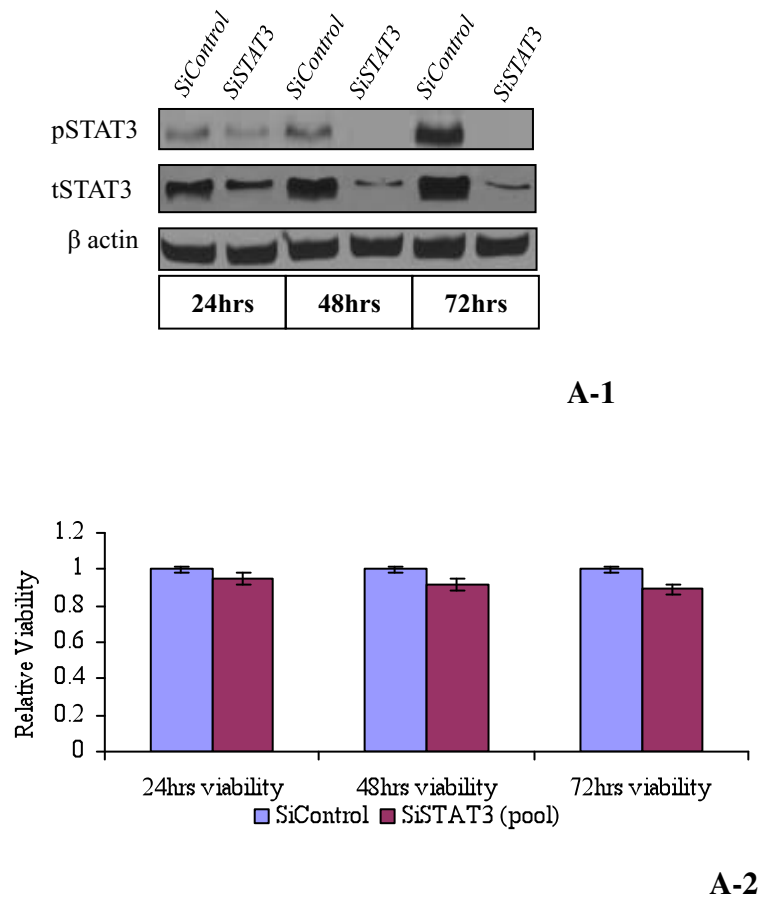 SiControl SiSTAT3 SiControl SiSTAT3 SiControl SiSTAT3
pSTAT3
tSTAT3
β actin
24hrs 48hrs 72hrs
A-1
1.2
1
0.8
0.6
0.4
0.2
0
Relative Viability
24hrs viability 48hrs viability 72hrs viability
SiControl SiSTAT3 (pool)
A-2